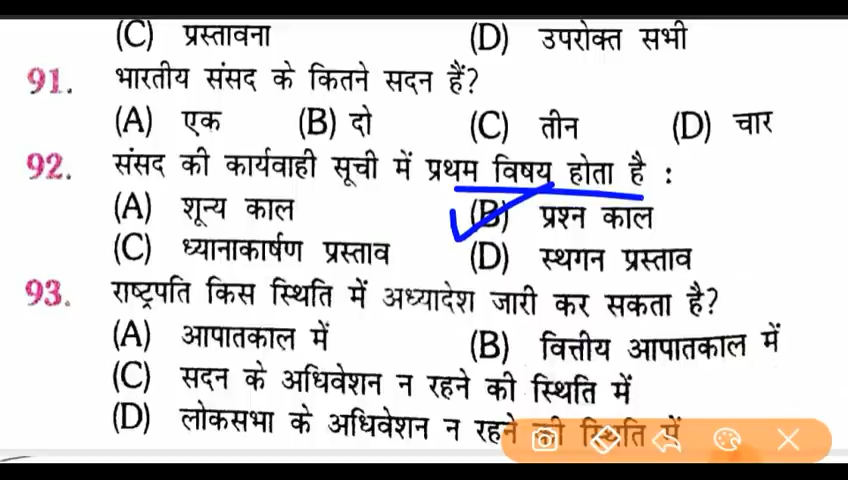 (C) प्रस्तावना (D) उपरोक्त सभी
91. भारतीय संसद के कितने सदन हैं?
(A) एक (B) दो (C) तीन (D) चार
92. संसद की कार्यवाही सूची में प्रथम विषय होता है :
(A) शून्य काल (B) प्रश्न काल
(C) ध्यानाकार्षण प्रस्ताव (D) स्थगन प्रस्ताव
93. राष्ट्रपति किस स्थिति में अध्यादेश जारी कर सकता है?
(A) आपातकाल में (B) वित्तीय आपातकाल में
(C) सदन के अधिवेशन न रहने की स्थिति में
(D) लोकसभा के अधिवेशन न रहने की स्थिति में